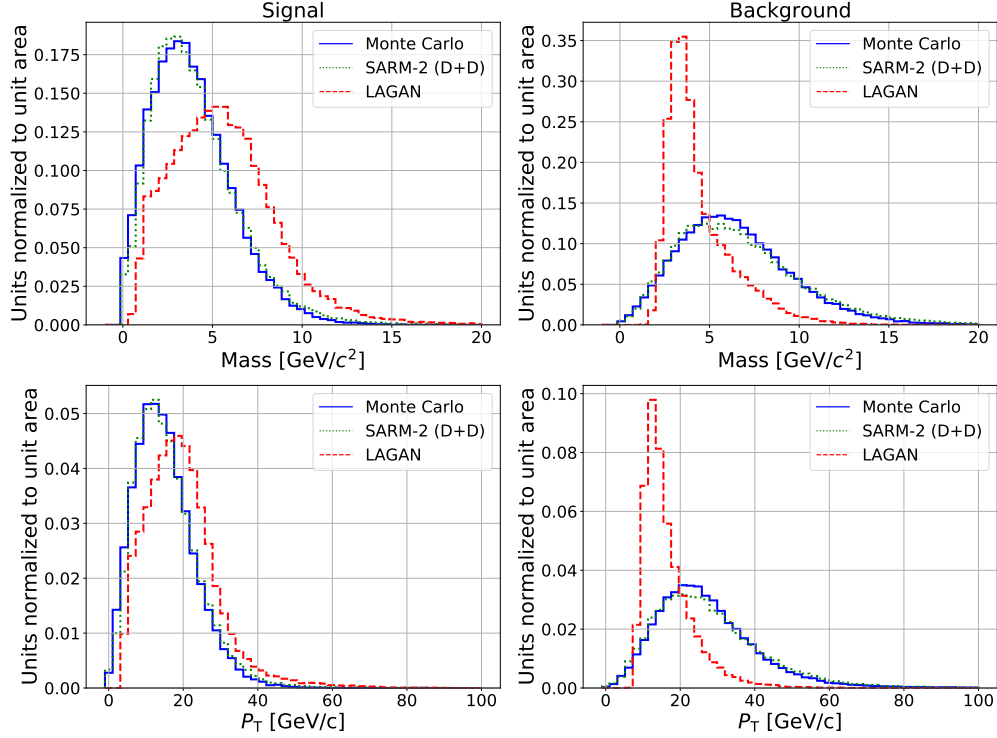 Signal
Units normalized to unit area
0.175
0.150
0.125
0.100
0.075
0.050
0.025
0.000
Monte Carlo
SARM-2 (D+D)
LAGAN
0 5 10 15 20
Mass [GeV/c²]
Background
Units normalized to unit area
0.35
0.30
0.25
0.20
0.15
0.10
0.05
0.00
Monte Carlo
SARM-2 (D+D)
LAGAN
0 5 10 15 20
Mass [GeV/c²]
Units normalized to unit area
0.05
0.04
0.03
0.02
0.01
0.00
Monte Carlo
SARM-2 (D+D)
LAGAN
0 20 40 60 80 100
P_T [GeV/c]
Units normalized to unit area
0.10
0.08
0.06
0.04
0.02
0.00
Monte Carlo
SARM-2 (D+D)
LAGAN
0 20 40 60 80 100
P_T [GeV/c]